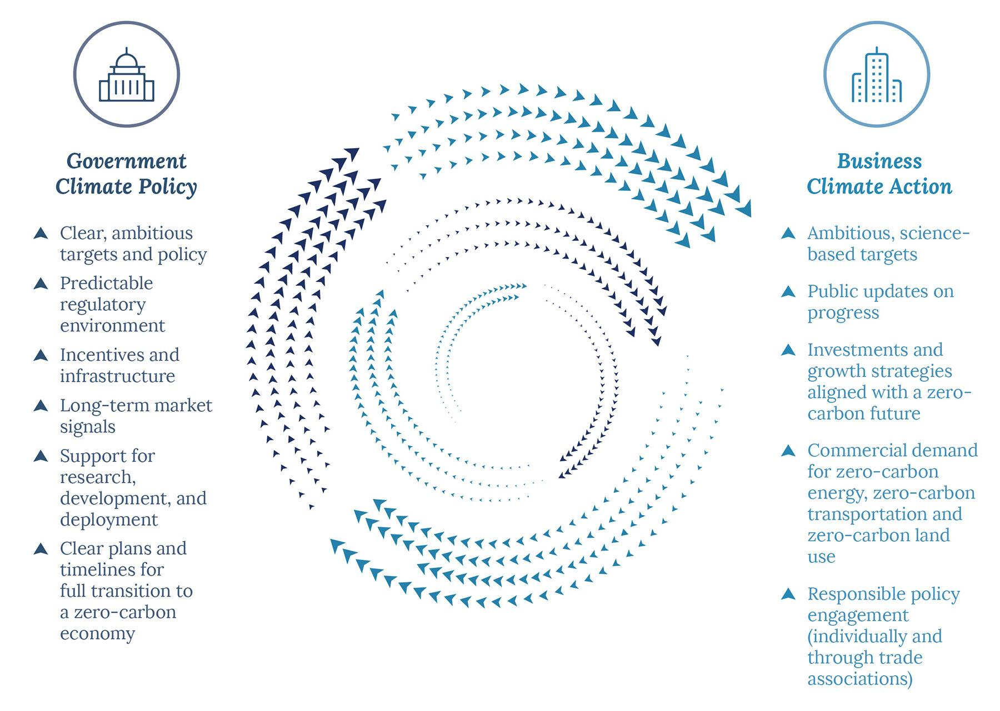 Government
Climate Policy
Clear, ambitious
targets and policy
Predictable
regulatory
environment
Incentives and
infrastructure
Long-term market
signals
Support for
research,
development, and
deployment
Clear plans and
timelines for
full transition to
a zero-carbon
economy
Business
Climate Action
Ambitious, science-
based targets
Public updates on
progress
Investments and
growth strategies
aligned with a zero-
carbon future
Commercial demand
for zero-carbon
energy, zero-carbon
transportation and
zero-carbon land
use
Responsible policy
engagement
(individually and
through trade
associations)